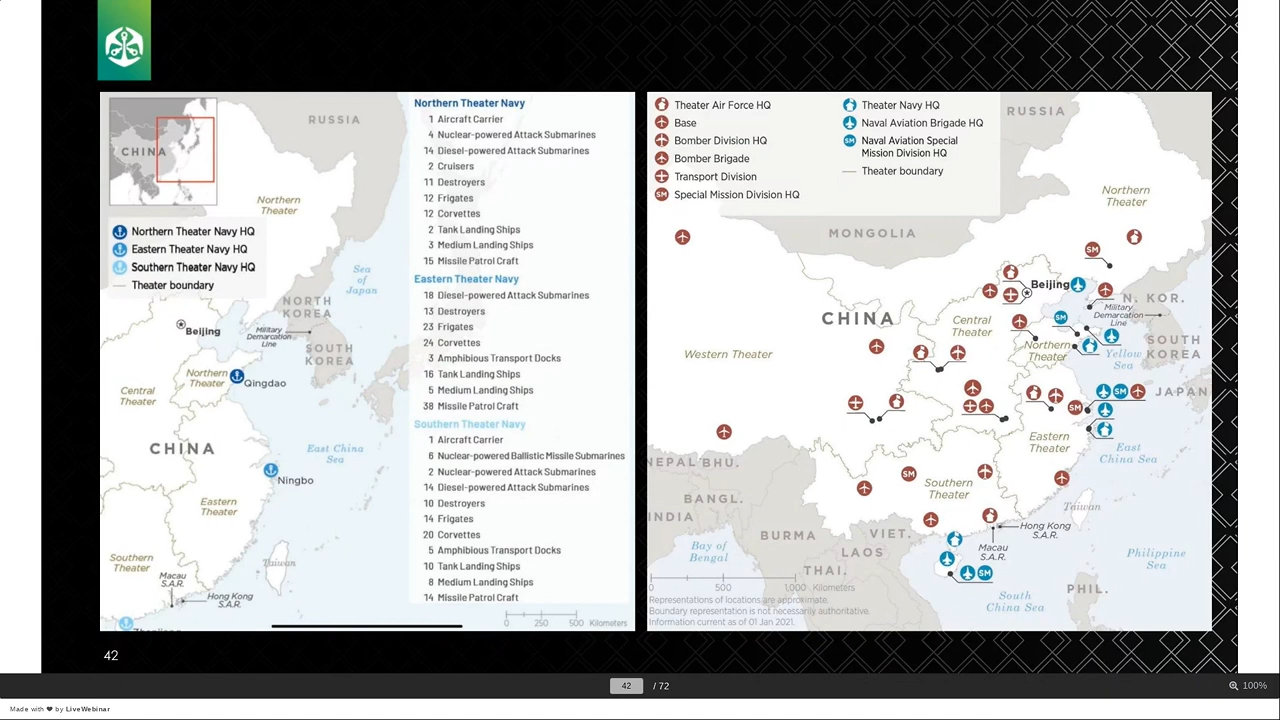 CHINA
RUSSIA
Northern
Theater
Northern Theater Navy HQ
Eastern Theater Navy HQ
Southern Theater Navy HQ
Theater boundary
Sea
of
Japan
NORTH
KOREA
Beijing
Military
Demarcation
Line
SOUTH
KOREA
Northern
Theater
Qingdao
Central
Theater
CHINA
East China
Sea
Ningbo
Eastern
Theater
Southern
Theater
Taiwan
Macau
S.A.R.
Hong Kong
S.A.R.
Zhanjiang
0 250 500 Kilometers
Northern Theater Navy
1 Aircraft Carrier
4 Nuclear-powered Attack Submarines
14 Diesel-powered Attack Submarines
2 Cruisers
11 Destroyers
12 Frigates
12 Corvettes
2 Tank Landing Ships
3 Medium Landing Ships
15 Missile Patrol Craft
Eastern Theater Navy
18 Diesel-powered Attack Submarines
13 Destroyers
23 Frigates
24 Corvettes
3 Amphibious Transport Docks
16 Tank Landing Ships
5 Medium Landing Ships
38 Missile Patrol Craft
Southern Theater Navy
1 Aircraft Carrier
6 Nuclear-powered Ballistic Missile Submarines
2 Nuclear-powered Attack Submarines
14 Diesel-powered Attack Submarines
10 Destroyers
14 Frigates
20 Corvettes
5 Amphibious Transport Docks
10 Tank Landing Ships
8 Medium Landing Ships
14 Missile Patrol Craft
Theater Air Force HQ
Base
Bomber Division HQ
Bomber Brigade
Transport Division
SM Special Mission Division HQ
Theater Navy HQ
Naval Aviation Brigade HQ
SM Naval Aviation Special
Mission Division HQ
Theater boundary
RUSSIA
Northern
Theater
MONGOLIA
SM
Beijing
N. KOR.
Military
Demarcation
Line
SM
CHINA
Central
Theater
Western Theater
Northern
Theater
SOUTH
KOREA
Yellow
Sea
JAPAN
SM
SM
Eastern
Theater
East
China Sea
NEPAL
BHU.
SM
Southern
Theater
BANGL.
INDIA
Taiwan
BURMA
VIET.
LAOS
Hong Kong
S.A.R.
Macau
S.A.R.
Bay of
Bengal
Philippine
Sea
THAI.
SM
PHIL.
South
China Sea
0 500 1,000 Kilometers
Representations of locations are approximate.
Boundary representation is not necessarily authoritative.
Information current as of 01 Jan 2021.
42
42 / 72
100%
Made with ❤ by LiveWebinar